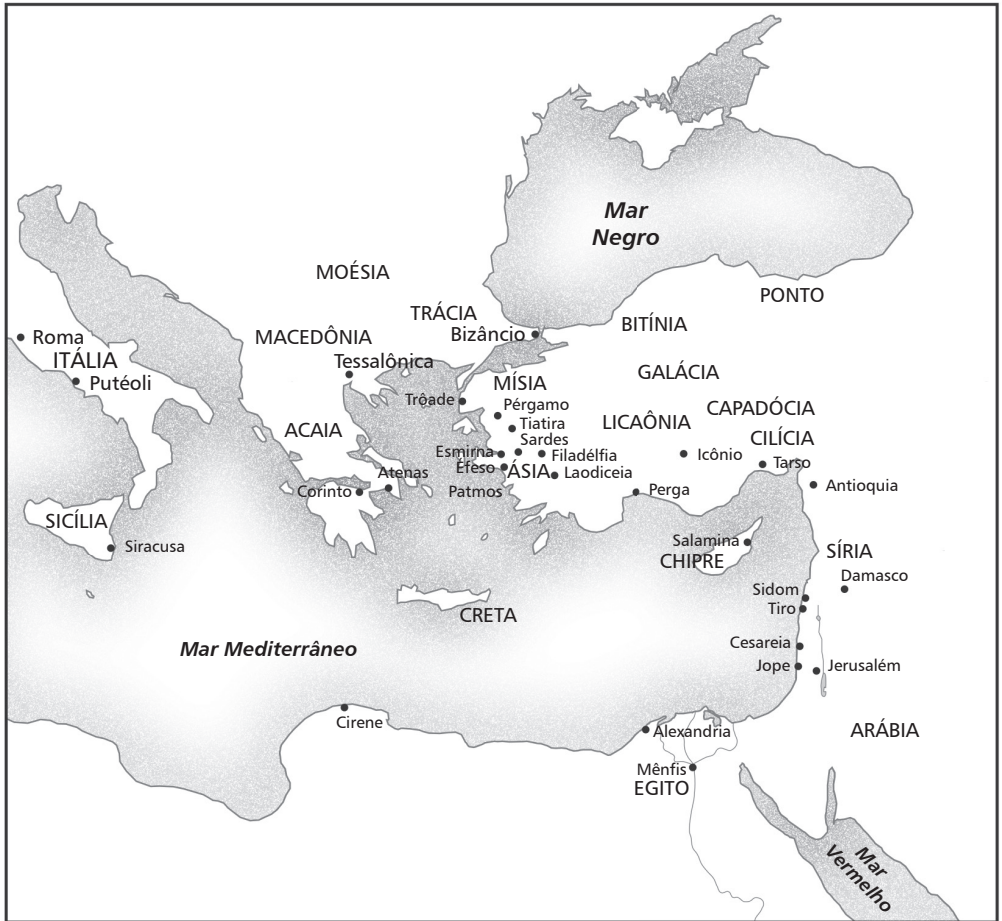 Mar
Negro
MOÉSIA
PONTO
TRÁCIA
BITÍNIA
Bizâncio
MACEDÔNIA
Roma
ITÁLIA
Tessalônica
GALÁCIA
Putéoli
MÍSIA
Trôade
Pérgamo
CAPADÓCIA
LICAÔNIA
Tiatira
ACAIA
Sardes
CILÍCIA
Esmirna
Filadélfia
Icônio
Tarso
Éfeso
ÁSIA
Laodiceia
Atenas
Antioquia
Corinto
Patmos
Perga
SICÍLIA
Siracusa
Salamina
CHIPRE
SÍRIA
Damasco
Sidom
Tiro
CRETA
Cesareia
Mar Mediterrâneo
Jope
Jerusalém
Cirene
Alexandria
ARÁBIA
Mênfis
EGITO
Mar
Vermelho